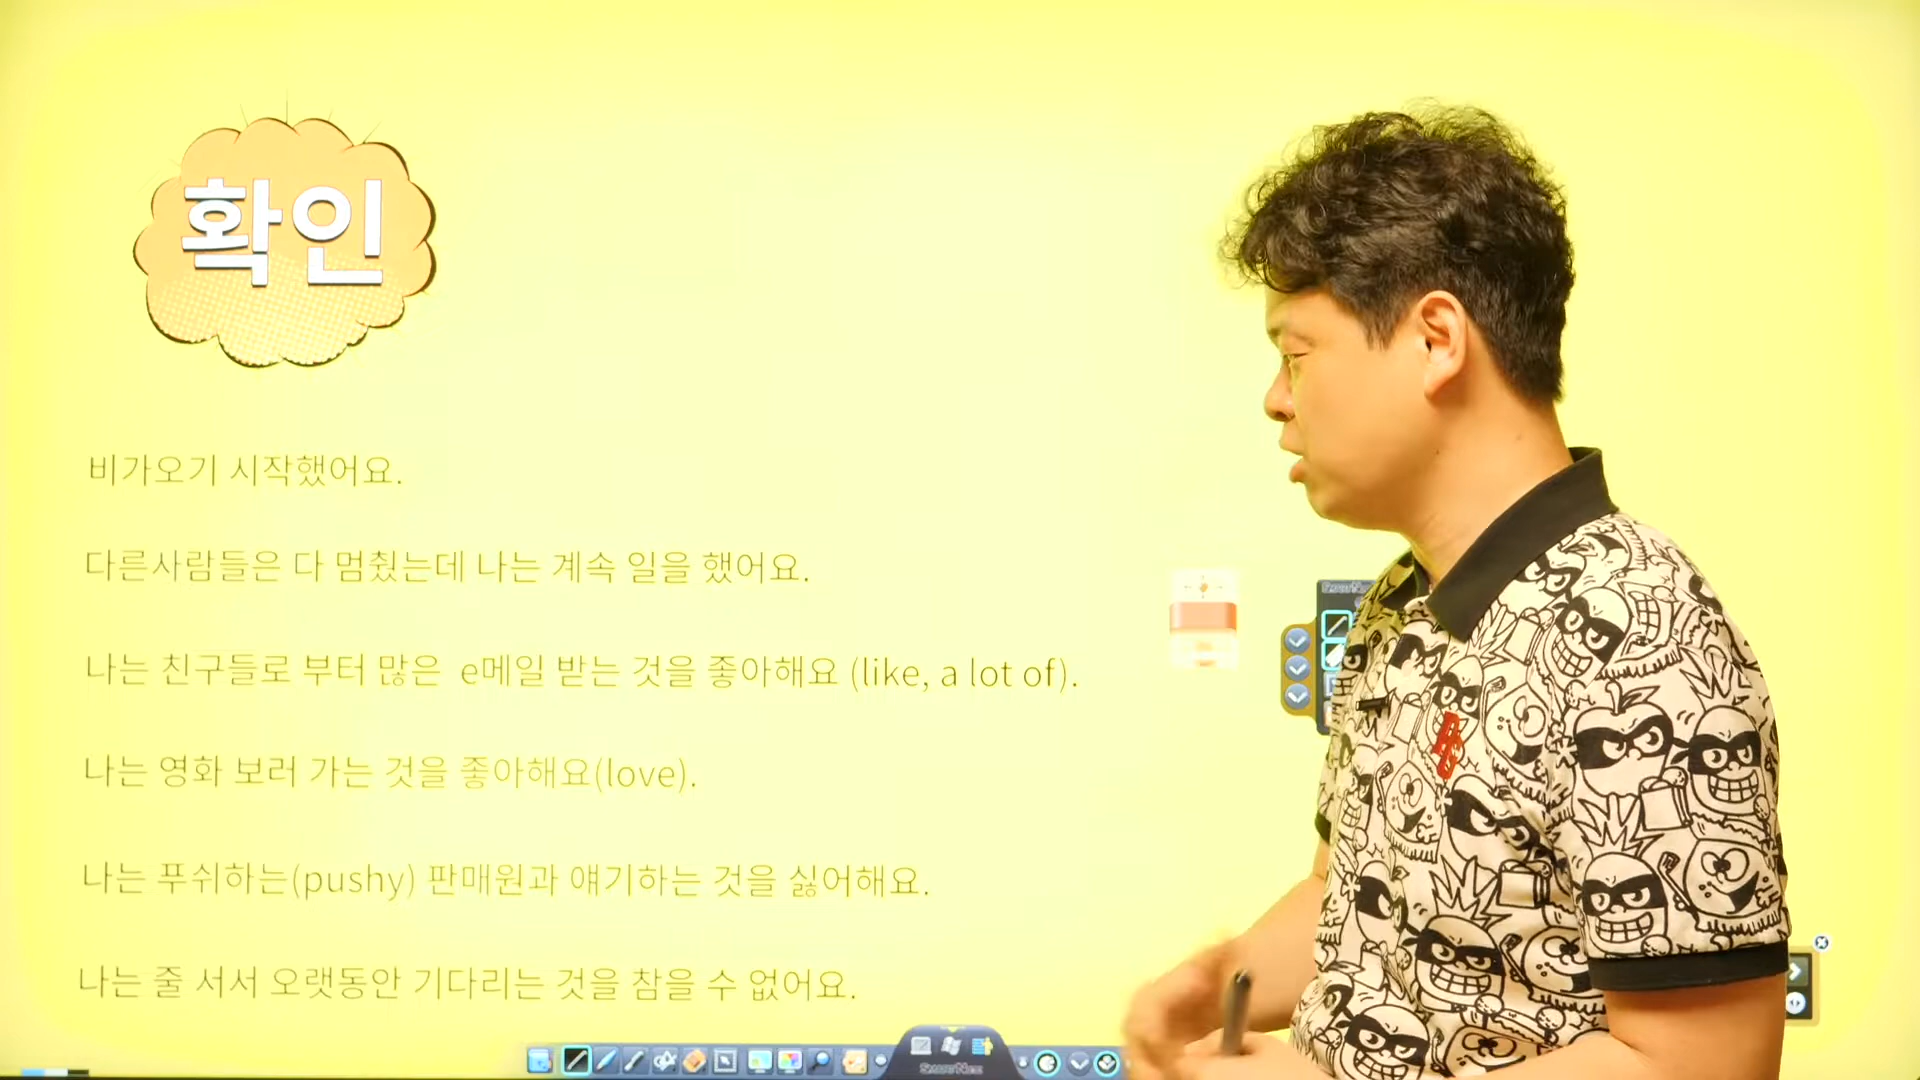 확인
비가오기 시작했어요.
다른사람들은 다 멈췄는데 나는 계속 일을 했어요.
나는 친구들로 부터 많은 e메일 받는 것을 좋아해요 (like, a lot of).
나는 영화 보러 가는 것을 좋아해요(love).
나는 푸쉬하는(pushy) 판매원과 얘기하는 것을 싫어해요.
나는 줄 서서 오랫동안 기다리는 것을 참을 수 없어요.